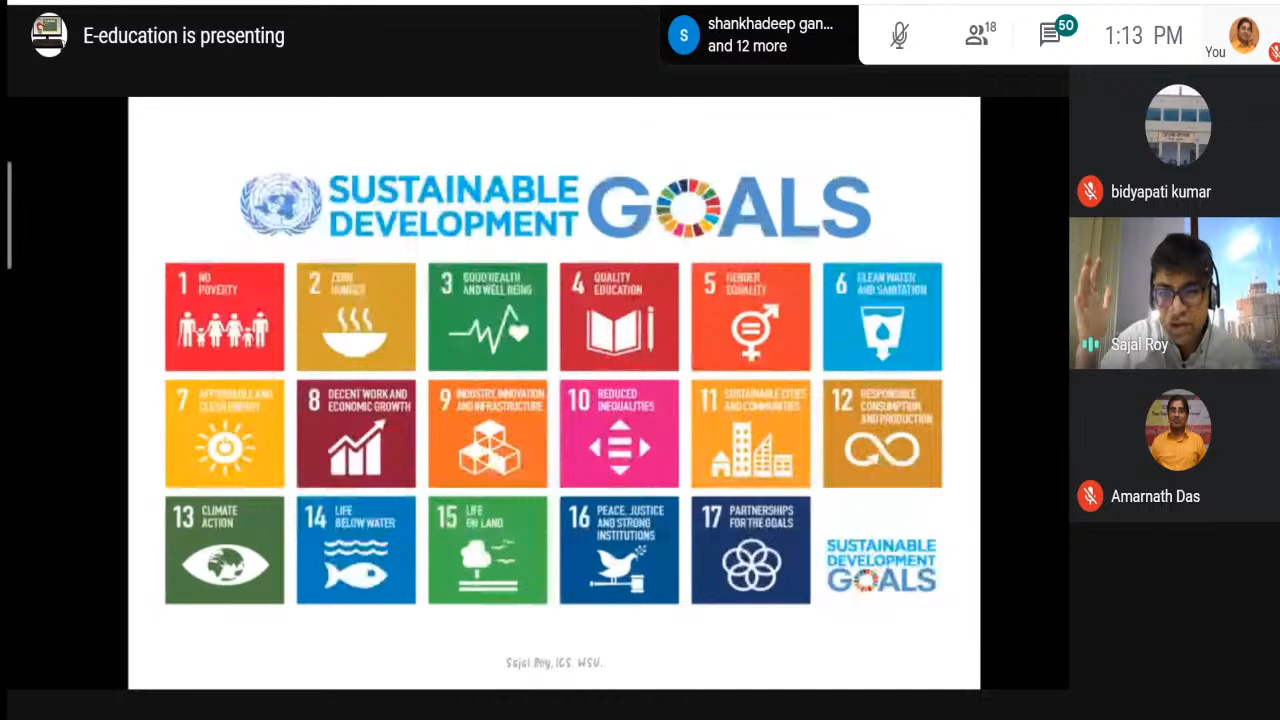 E-education is presenting
S
shankhadeep gan...
and 12 more
18
50
1:13 PM
You
SUSTAINABLE
DEVELOPMENT
GOALS
1 NO
POVERTY
2 ZERO
HUNGER
3 GOOD HEALTH
AND WELL BEING
4 QUALITY
EDUCATION
5 GENDER
EQUALITY
6 CLEAN WATER
AND SANITATION
7 AFFORDABLE AND
CLEAN ENERGY
8 DECENT WORK AND
ECONOMIC GROWTH
9 INDUSTRY, INNOVATION
AND INFRASTRUCTURE
10 REDUCED
INEQUALITIES
11 SUSTAINABLE CITIES
AND COMMUNITIES
12 RESPONSIBLE
CONSUMPTION
AND PRODUCTION
13 CLIMATE
ACTION
14 LIFE
BELOW WATER
15 LIFE
ON LAND
16 PEACE, JUSTICE
AND STRONG
INSTITUTIONS
17 PARTNERSHIPS
FOR THE GOALS
SUSTAINABLE
DEVELOPMENT
GOALS
Sajal Roy, ICS, WSU.
bidyapati kumar
Sajal Roy
Amarnath Das